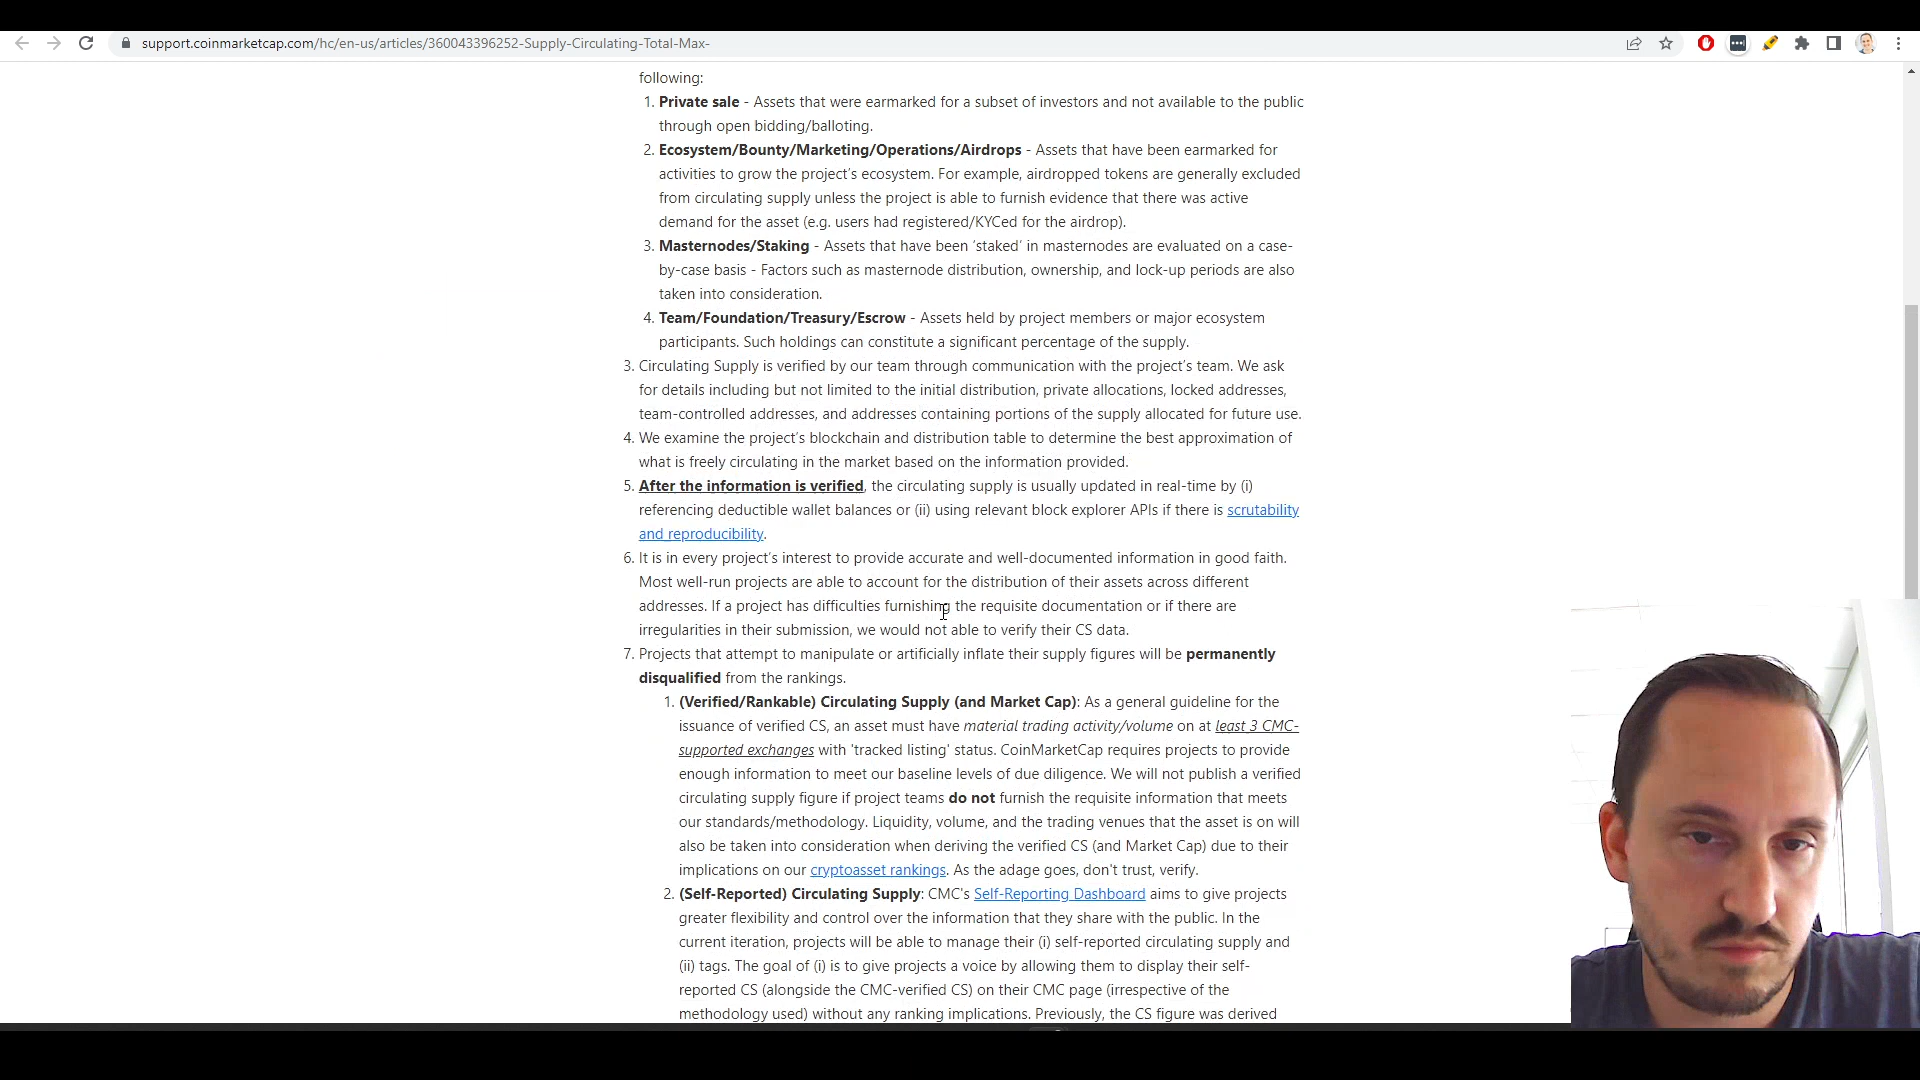 support.coinmarketcap.com/hc/en-us/articles/360043396252-Supply-Circulating-Total-Max-
following:
1. Private sale - Assets that were earmarked for a subset of investors and not available to the public
through open bidding/balloting.
2. Ecosystem/Bounty/Marketing/Operations/Airdrops - Assets that have been earmarked for
activities to grow the project's ecosystem. For example, airdropped tokens are generally excluded
from circulating supply unless the project is able to furnish evidence that there was active
demand for the asset (e.g. users had registered/KYCed for the airdrop).
3. Masternodes/Staking - Assets that have been 'staked' in masternodes are evaluated on a case-
by-case basis - Factors such as masternode distribution, ownership, and lock-up periods are also
taken into consideration.
4. Team/Foundation/Treasury/Escrow - Assets held by project members or major ecosystem
participants. Such holdings can constitute a significant percentage of the supply.
3. Circulating Supply is verified by our team through communication with the project's team. We ask
for details including but not limited to the initial distribution, private allocations, locked addresses,
team-controlled addresses, and addresses containing portions of the supply allocated for future use.
4. We examine the project's blockchain and distribution table to determine the best approximation of
what is freely circulating in the market based on the information provided.
5. After the information is verified, the circulating supply is usually updated in real-time by (i)
referencing deductible wallet balances or (ii) using relevant block explorer APIs if there is scrutability
and reproducibility.
6. It is in every project's interest to provide accurate and well-documented information in good faith.
Most well-run projects are able to account for the distribution of their assets across different
addresses. If a project has difficulties furnishing the requisite documentation or if there are
irregularities in their submission, we would not able to verify their CS data.
7. Projects that attempt to manipulate or artificially inflate their supply figures will be permanently
disqualified from the rankings.
1. (Verified/Rankable) Circulating Supply (and Market Cap): As a general guideline for the
issuance of verified CS, an asset must have material trading activity/volume on at least 3 CMC-
supported exchanges with 'tracked listing' status. CoinMarketCap requires projects to provide
enough information to meet our baseline levels of due diligence. We will not publish a verified
circulating supply figure if project teams do not furnish the requisite information that meets
our standards/methodology. Liquidity, volume, and the trading venues that the asset is on will
also be taken into consideration when deriving the verified CS (and Market Cap) due to their
implications on our cryptoasset rankings. As the adage goes, don't trust, verify.
2. (Self-Reported) Circulating Supply: CMC's Self-Reporting Dashboard aims to give projects
greater flexibility and control over the information that they share with the public. In the
current iteration, projects will be able to manage their (i) self-reported circulating supply and
(ii) tags. The goal of (i) is to give projects a voice by allowing them to display their self-
reported CS (alongside the CMC-verified CS) on their CMC page (irrespective of the
methodology used) without any ranking implications. Previously, the CS figure was derived